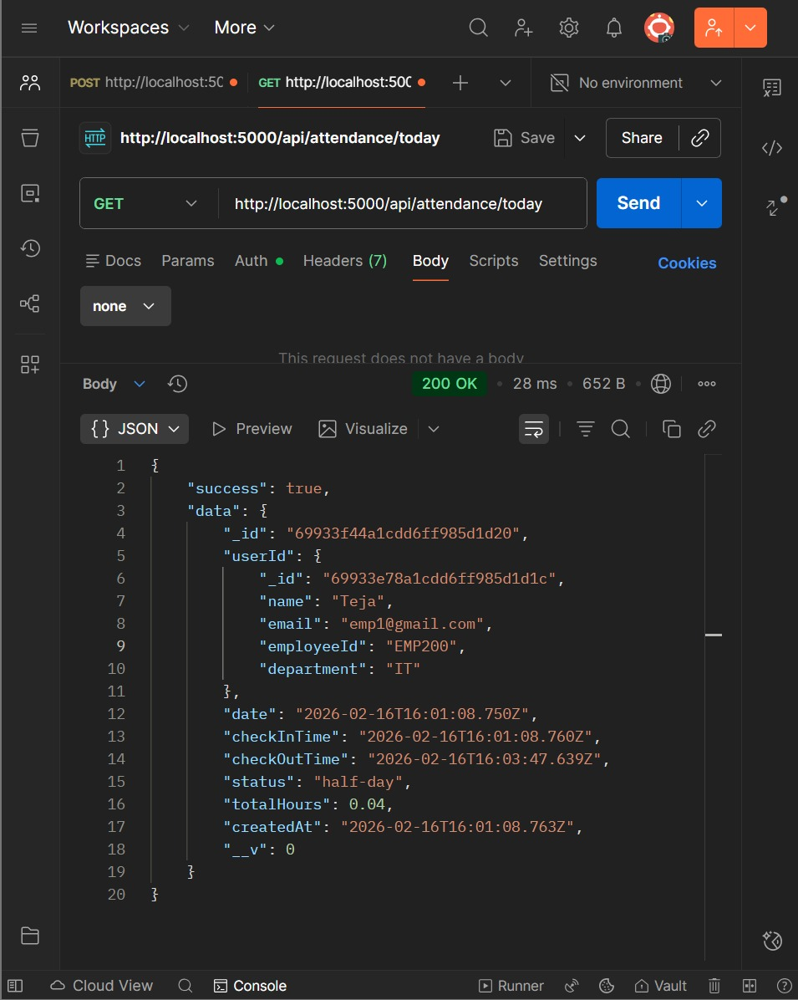 Workspaces More
POST http://localhost:50 GET http://localhost:500 No environment
HTTP http://localhost:5000/api/attendance/today Save Share
GET http://localhost:5000/api/attendance/today Send
Docs Params Auth Headers (7) Body Scripts Settings Cookies
none
This request does not have a body
Body 200 OK • 28 ms • 652 B •
{} JSON Preview Visualize
1 {
2 "success": true,
3 "data": {
4 "_id": "69933f44a1cdd6ff985d1d20",
5 "userId": {
6 "_id": "69933e78a1cdd6ff985d1d1c",
7 "name": "Teja",
8 "email": "emp1@gmail.com",
9 "employeeId": "EMP200",
10 "department": "IT"
11 },
12 "date": "2026-02-16T16:01:08.750Z",
13 "checkInTime": "2026-02-16T16:01:08.760Z",
14 "checkOutTime": "2026-02-16T16:03:47.639Z",
15 "status": "half-day",
16 "totalHours": 0.04,
17 "createdAt": "2026-02-16T16:01:08.763Z",
18 "__v": 0
19 }
20 }
Cloud View Console Runner Vault